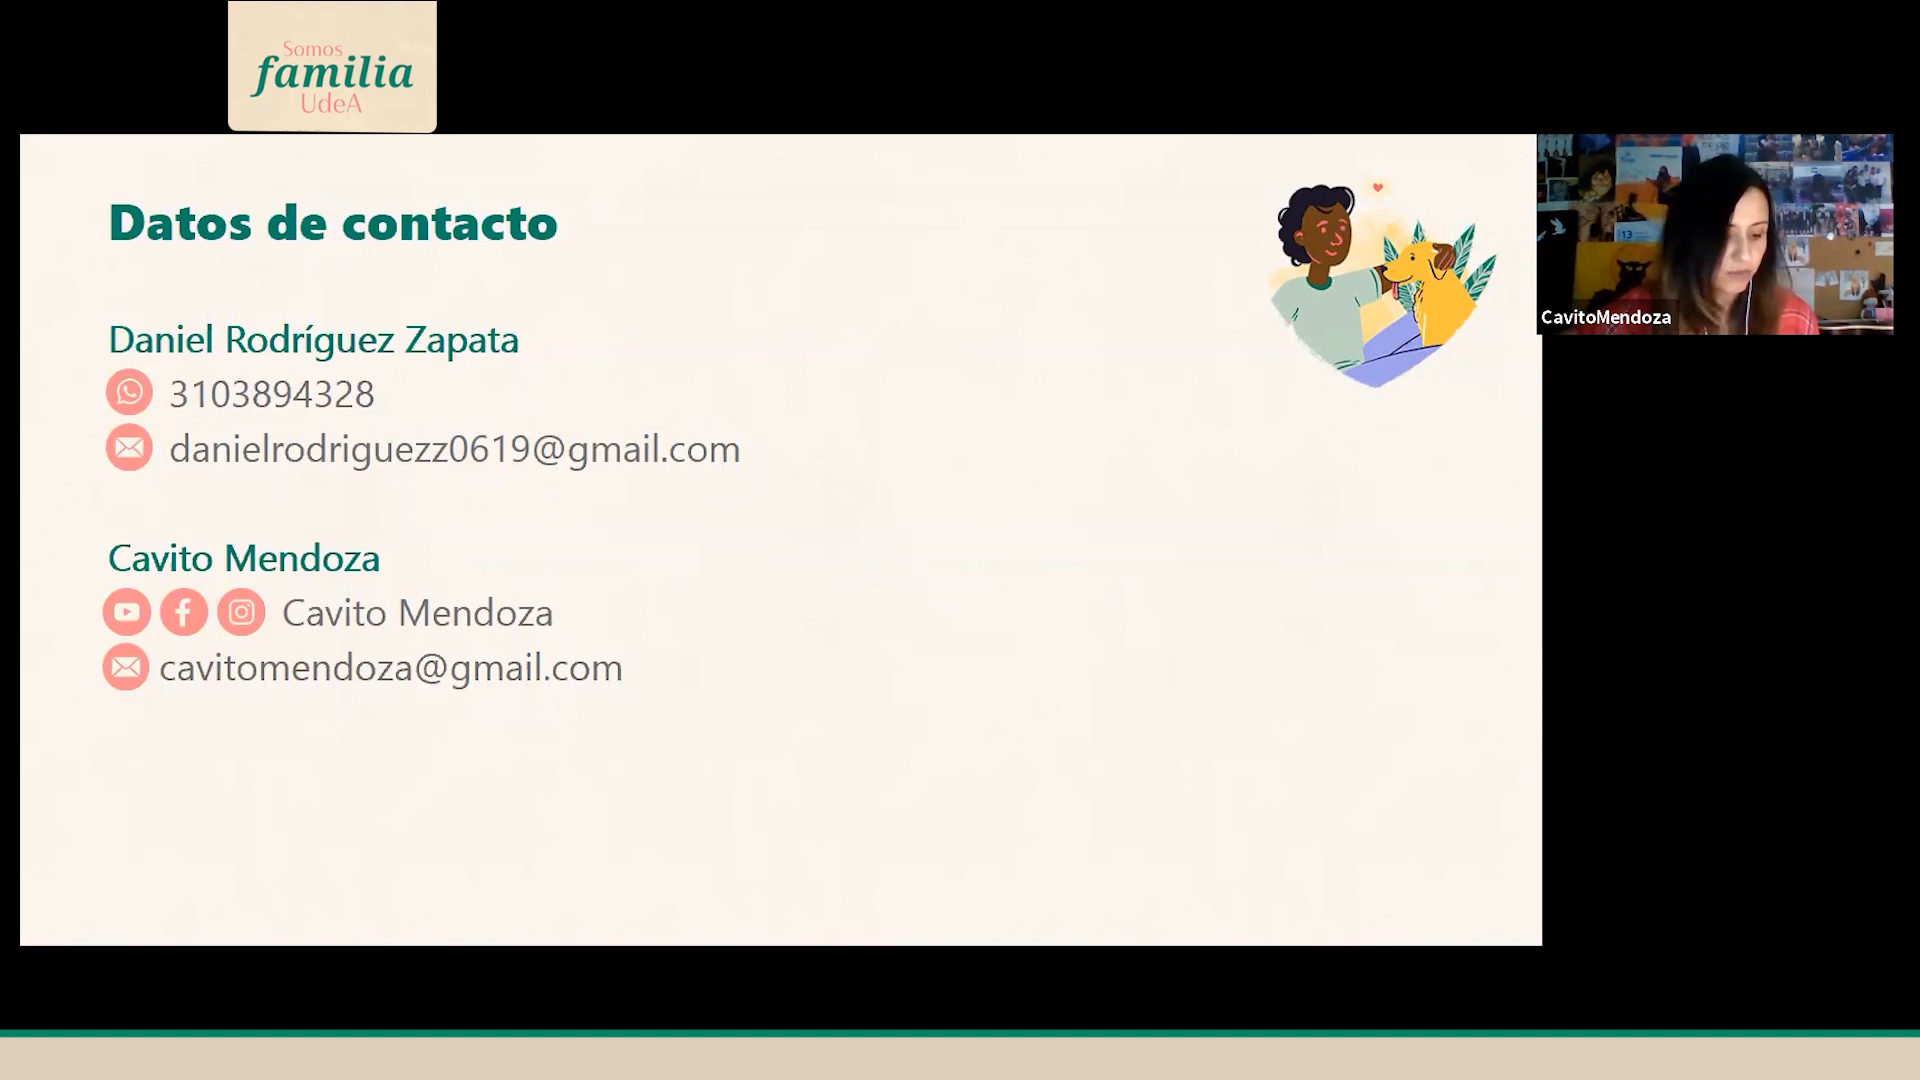 Somos
familia
UdeA
Datos de contacto
Daniel Rodríguez Zapata
3103894328
danielrodriguezz0619@gmail.com
Cavito Mendoza
Cavito Mendoza
cavitomendoza@gmail.com
13
CavitoMendoza